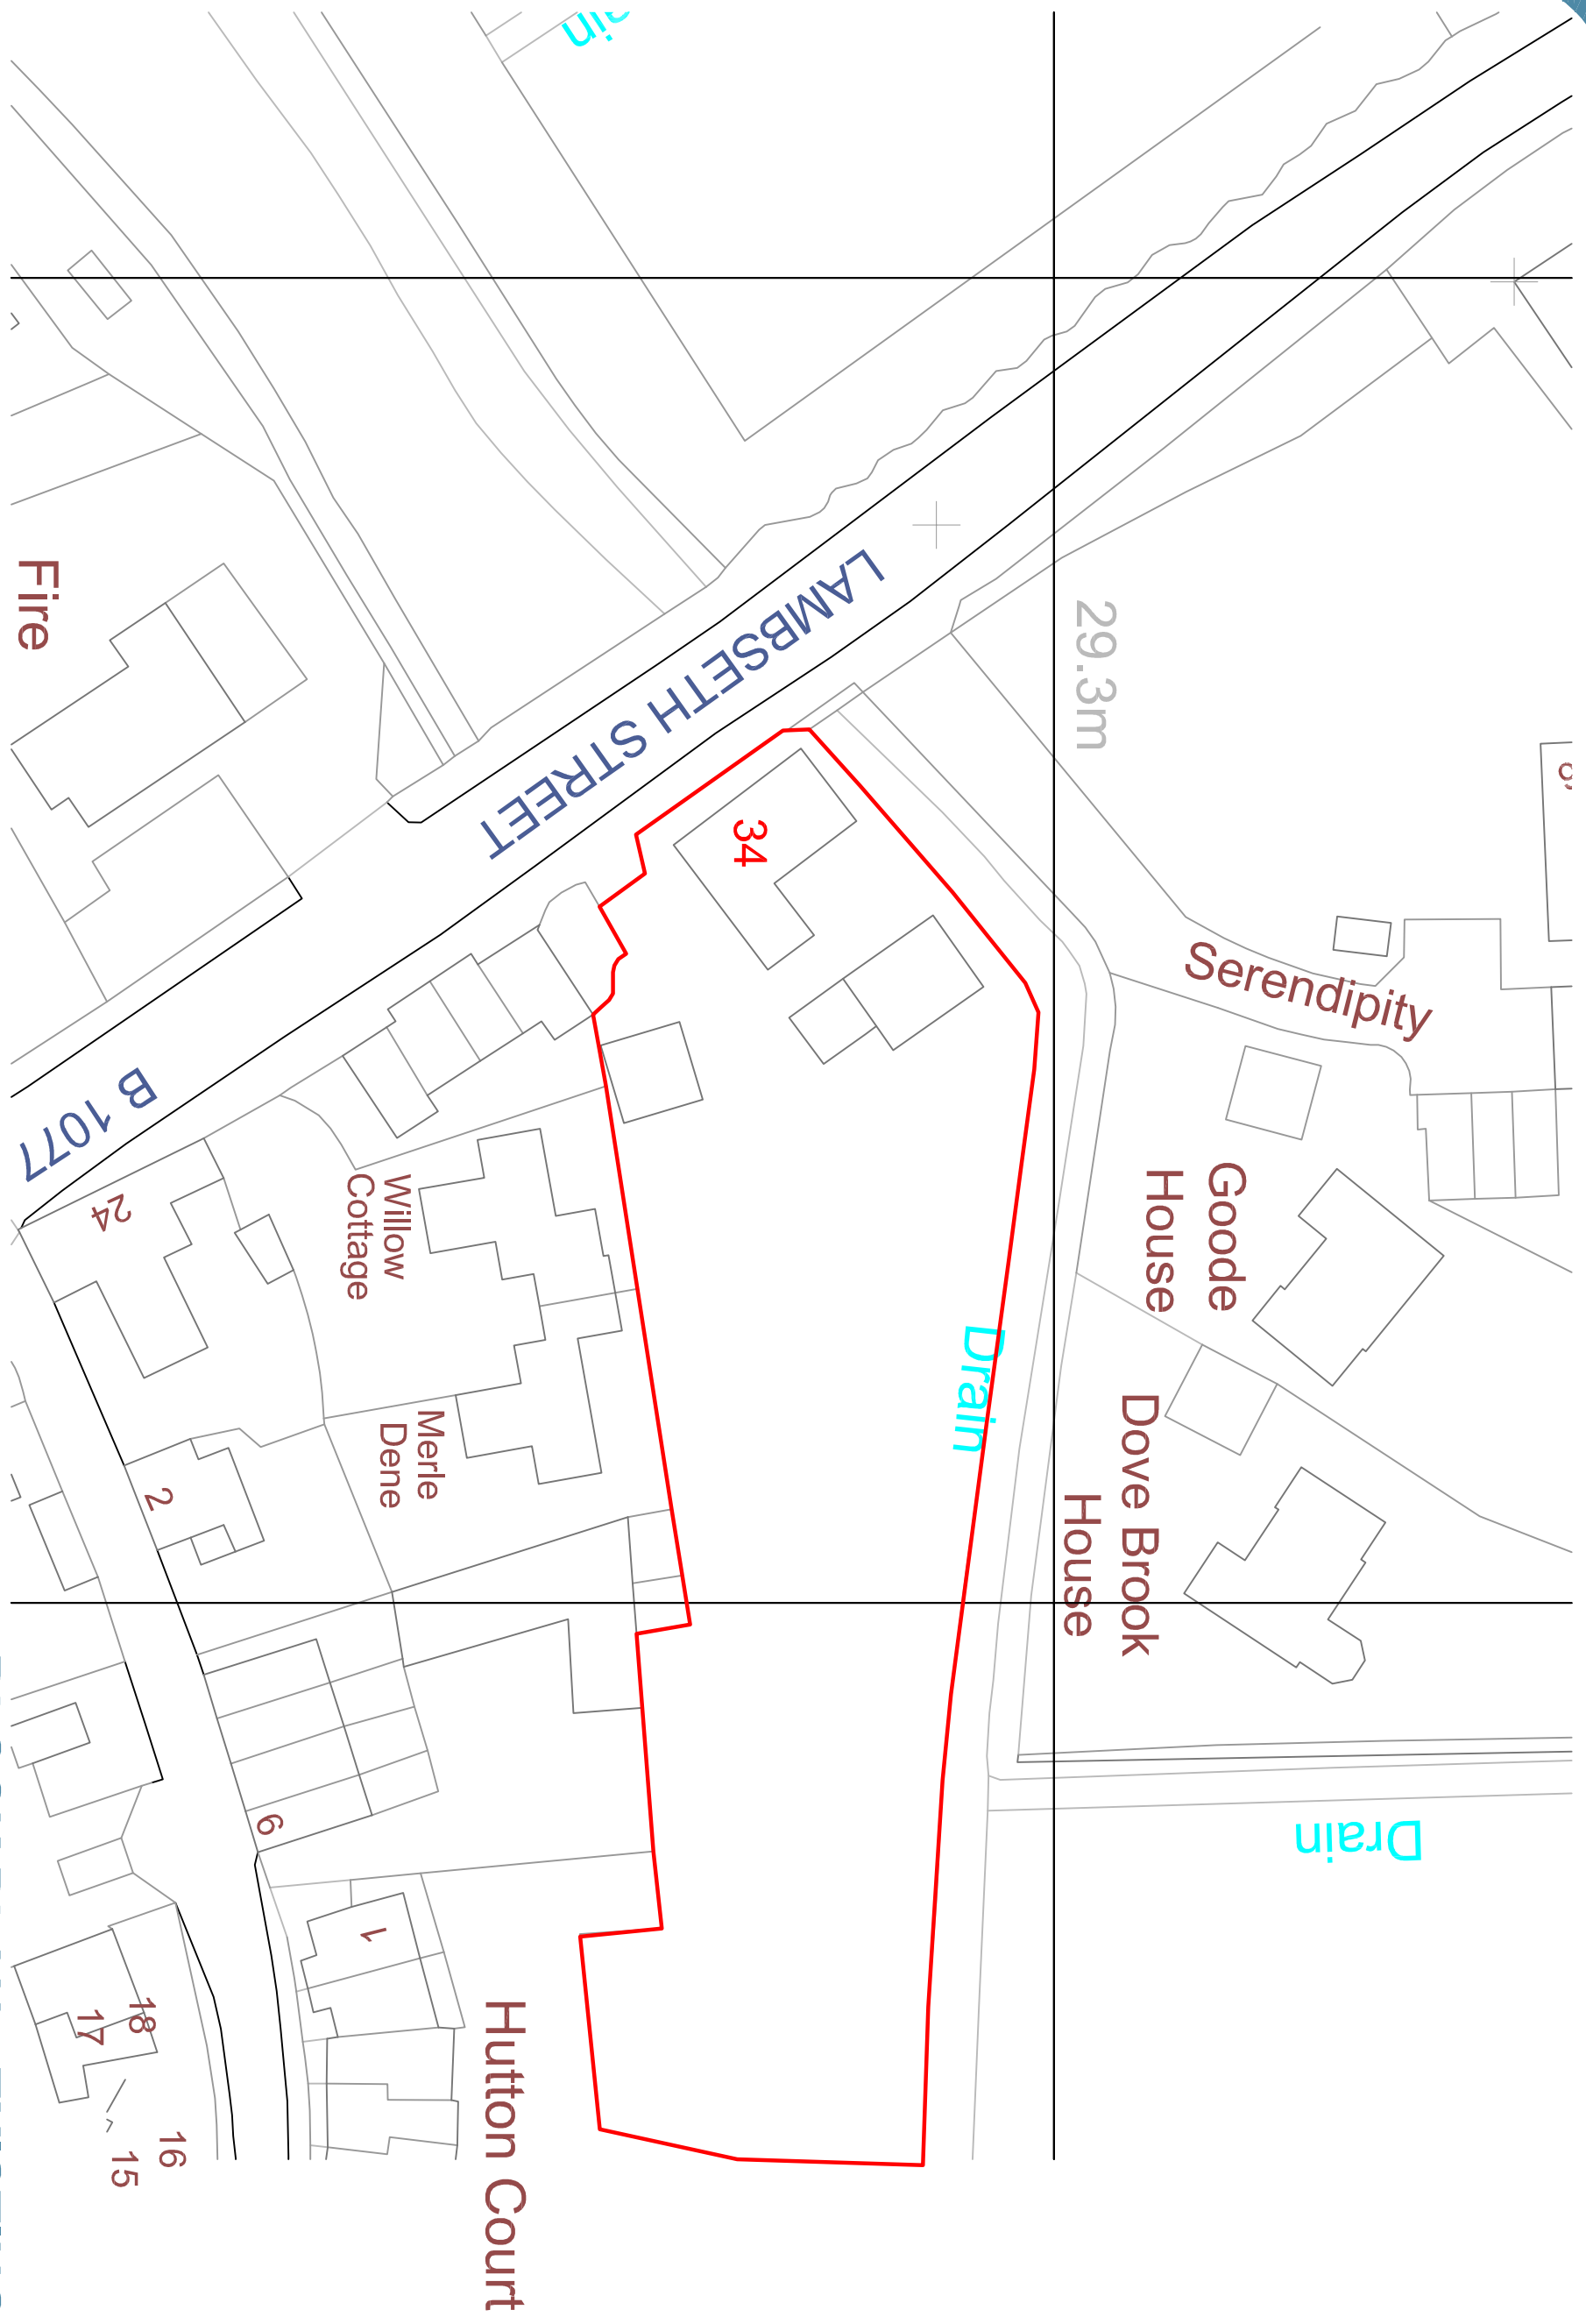 Fire
LAMBSETH STREET
29.3m
34
Serendipity
B 1077
24
Willow
Cottage
Goode
House
Drain
Merle
Dene
Dove Brook
House
2
6
Drain
1
Hutton Court
18
17
16
15